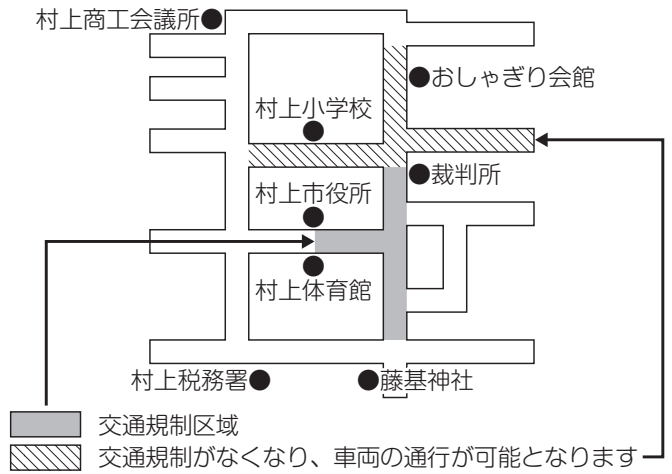 村上商工会議所
おしゃぎり会館
村上小学校
裁判所
村上市役所
村上体育館
村上税務署
藤基神社
交通規制区域
交通規制がなくなり、車両の通行が可能となります